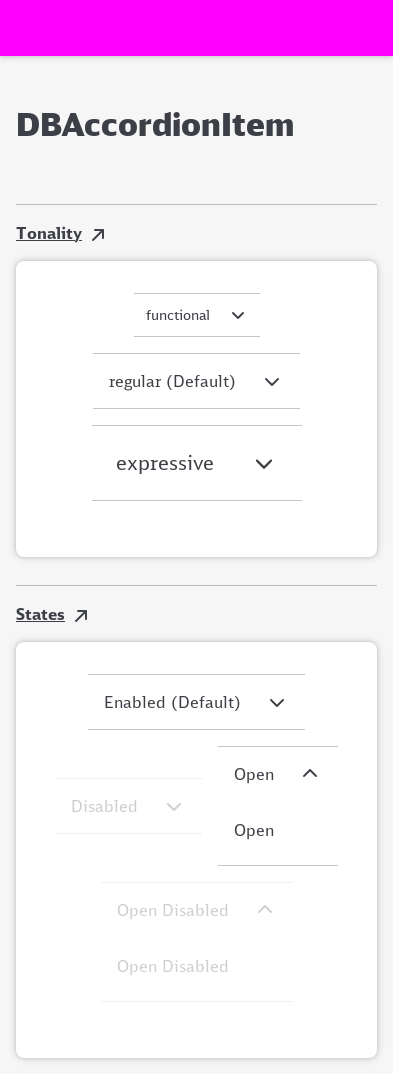 DBAccordionItem
Tonality
functional
regular (Default)
expressive
States
Enabled (Default)
Disabled
Open
Open
Open Disabled
Open Disabled